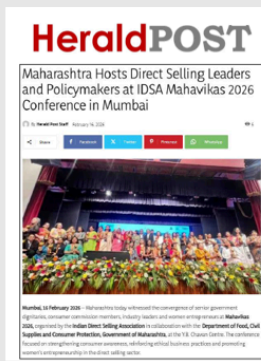 HeraldPOST
Maharashtra Hosts Direct Selling Leaders
and Policymakers at IDSA Mahavikas 2026
Conference in Mumbai
By Herald Post Staff February 16, 2026
Share Facebook Twitter Pinterest WhatsApp
Mumbai, 16 February 2026 – Maharashtra today witnessed the convergence of senior government
dignitaries, consumer commission members, industry leaders and women entrepreneurs at Mahavikas
2026, organised by the Indian Direct Selling Association in collaboration with the Department of Food, Civil
Supplies and Consumer Protection, Government of Maharashtra, at the Y.B. Chavan Centre. The conference
focused on strengthening consumer awareness, reinforcing ethical business practices and promoting
women's entrepreneurship in the direct selling sector.